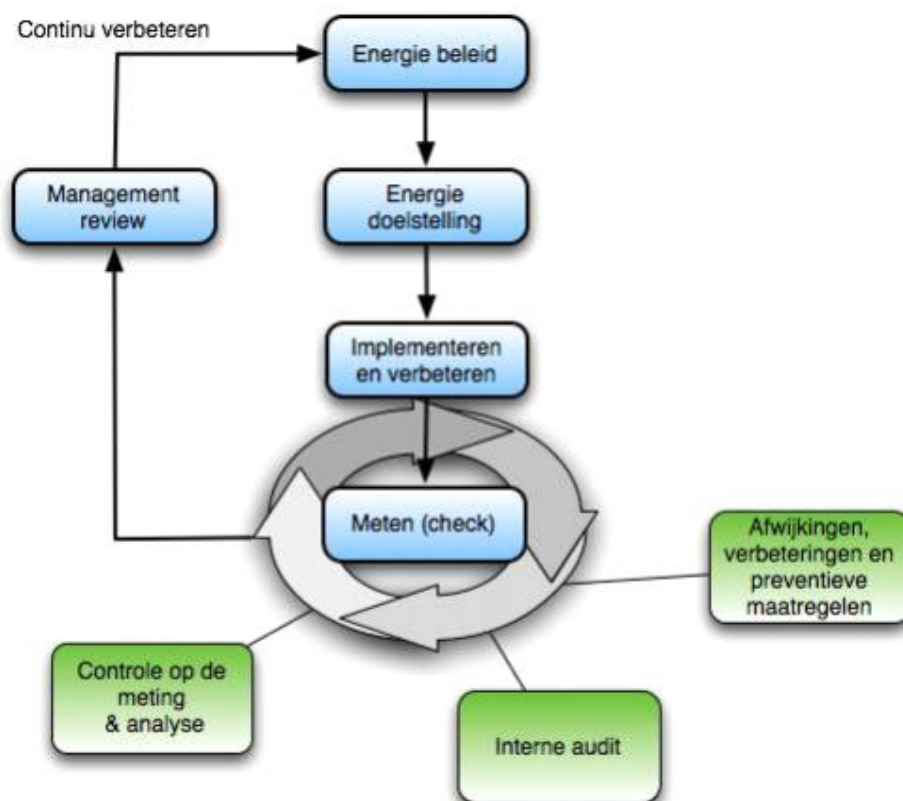 Continu verbeteren
Energie beleid
Management
review
Energie
doelstelling
Implementeren
en verbeteren
Meten (check)
Afwijkingen,
verbeteringen en
preventieve
maatregelen
Controle op de
meting
& analyse
Interne audit